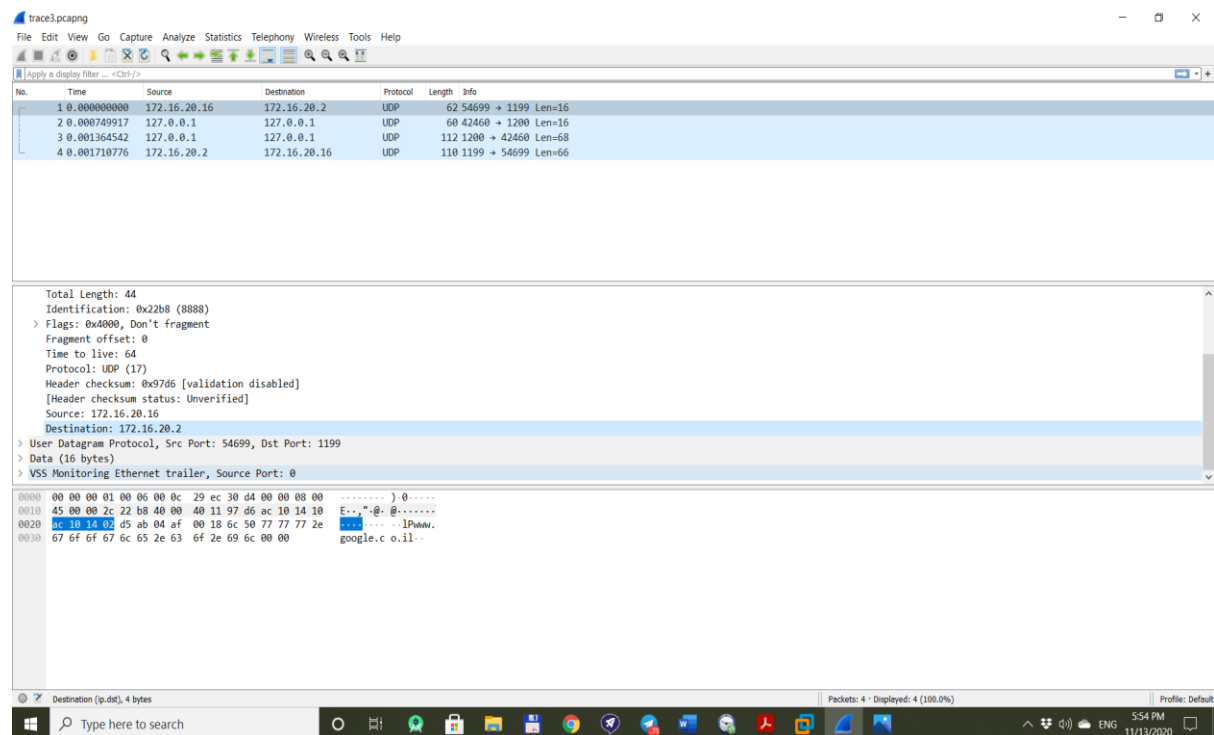 trace3.pcapng
File Edit View Go Capture Analyze Statistics Telephony Wireless Tools Help
Apply a display filter ... <Ctrl-/>
No. Time Source Destination Protocol Length Info
1 0.000000000 172.16.20.16 172.16.20.2 UDP 62 54699 → 1199 Len=16
2 0.000749917 127.0.0.1 127.0.0.1 UDP 60 42460 → 1200 Len=16
3 0.001364542 127.0.0.1 127.0.0.1 UDP 112 1200 → 42460 Len=68
4 0.001710776 172.16.20.2 172.16.20.16 UDP 110 1199 → 54699 Len=66
Total Length: 44
Identification: 0x22b8 (8888)
> Flags: 0x4000, Don't fragment
Fragment offset: 0
Time to live: 64
Protocol: UDP (17)
Header checksum: 0x97d6 [validation disabled]
[Header checksum status: Unverified]
Source: 172.16.20.16
Destination: 172.16.20.2
> User Datagram Protocol, Src Port: 54699, Dst Port: 1199
> Data (16 bytes)
> VSS Monitoring Ethernet trailer, Source Port: 0
0000 00 00 00 01 00 06 00 0c 29 ec 30 d4 00 00 08 00 ········ )·0·····
0010 45 00 00 2c 22 b8 40 00 40 11 97 d6 ac 10 14 10 E··,"·@· @·······
0020 ac 10 14 02 d5 ab 04 af 00 18 6c 50 77 77 77 2e ········ ··lPwww.
0030 67 6f 6f 67 6c 65 2e 63 6f 2e 69 6c 00 00 google.c o.il··
Destination (ip.dst), 4 bytes Packets: 4 · Displayed: 4 (100.0%) Profile: Default
Type here to search ENG 5:54 PM
11/13/2020